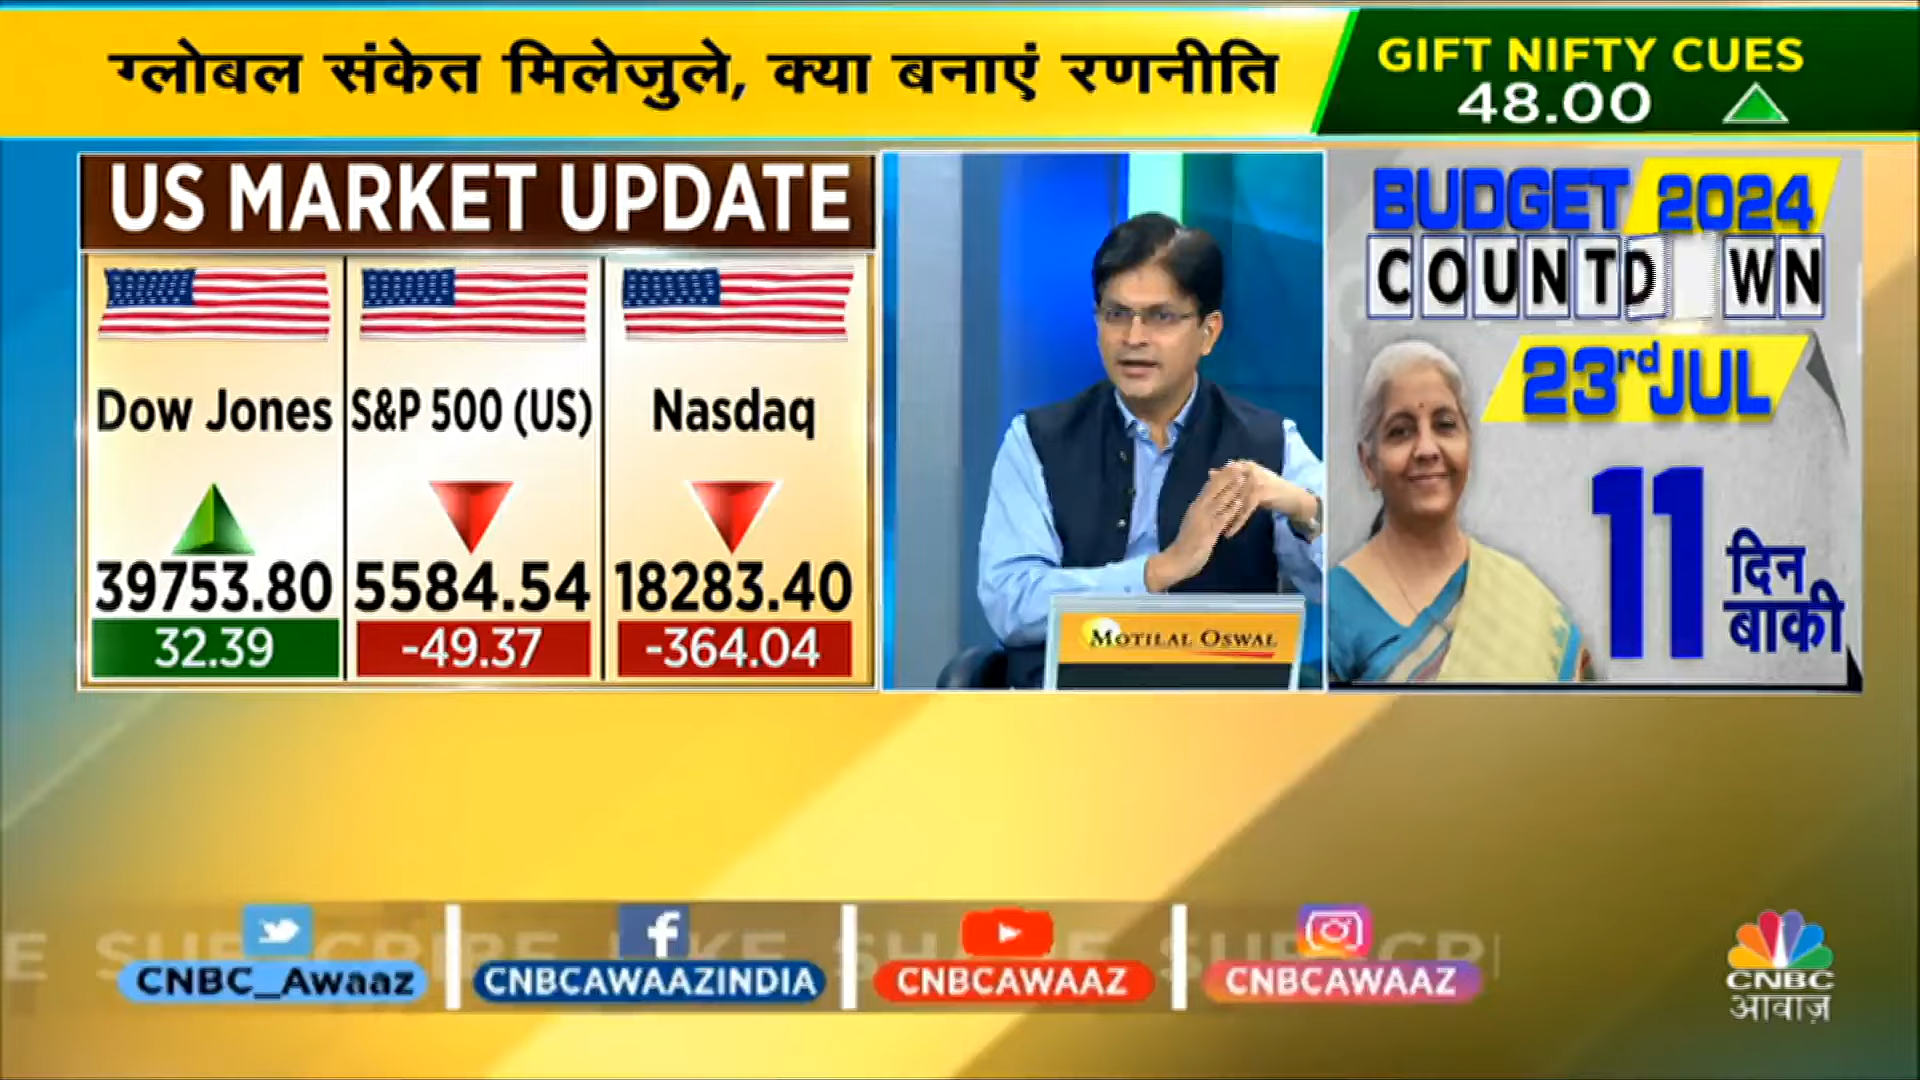 ग्लोबल संकेत मिलेजुले, क्या बनाएं रणनीति
GIFT NIFTY CUES
48.00
US MARKET UPDATE
Dow Jones
39753.80
32.39
S&P 500 (US)
5584.54
-49.37
Nasdaq
18283.40
-364.04
MOTILAL OSWAL
BUDGET 2024
COUNTD WN
23rd JUL
11 दिन
बाकी
CNBC_Awaaz
CNBCAWAAZINDIA
CNBCAWAAZ
CNBCAWAAZ
CNBC
आवाज़